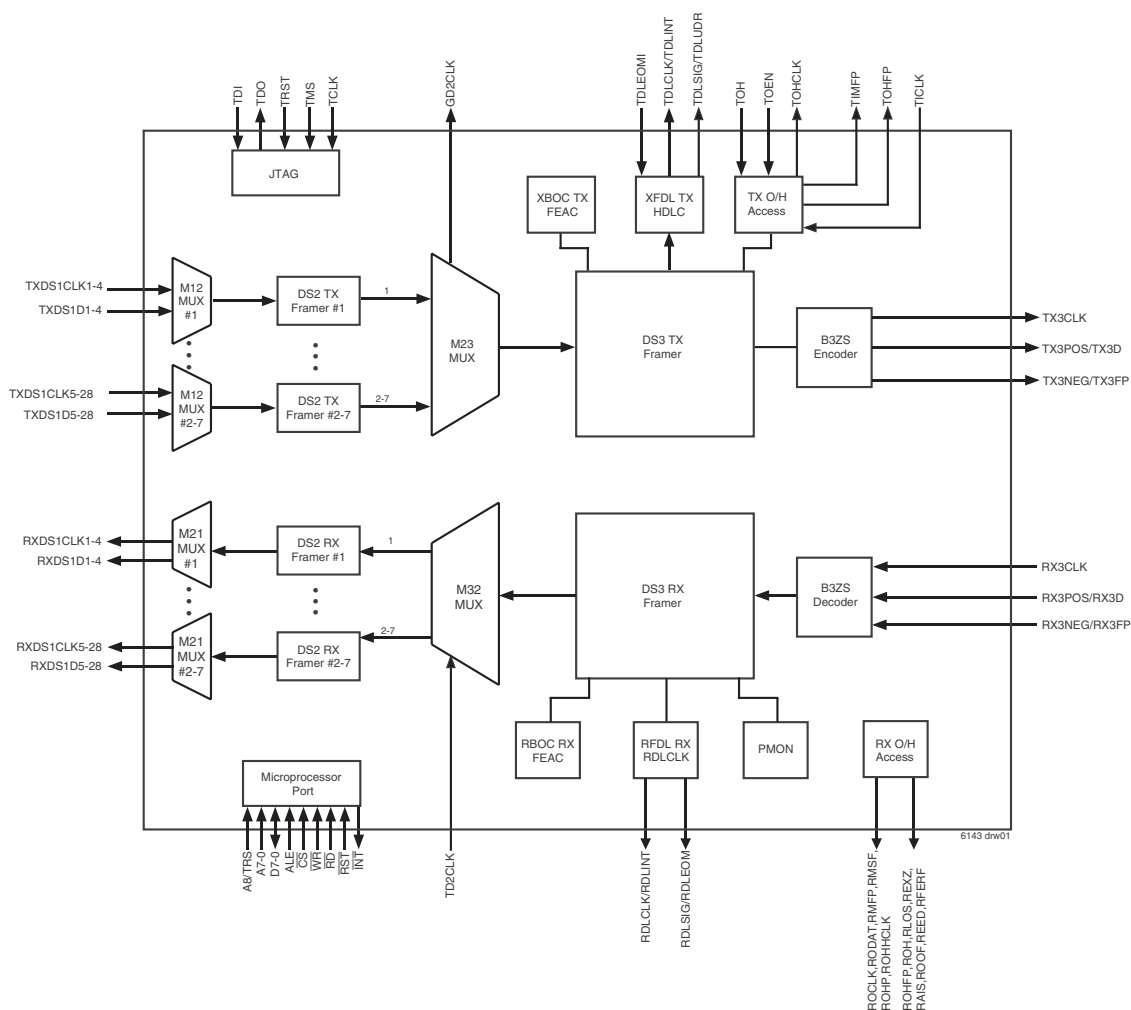 TDI
TDO
TRST
TMS
TCLK
GD2CLK
TDLEOMI
TDLCLK/TDLINT
TDLSIG/TDLUDR
TOH
TOEN
TOHCLK
TIMFP
TOHFP
TICLK
JTAG
XBOC TX
FEAC
XFDL TX
HDLC
TX O/H
Access
TXDS1CLK1-4
TXDS1D1-4
M12
MUX
#1
DS2 TX
Framer #1
1
M23
MUX
DS3 TX
Framer
B3ZS
Encoder
TX3CLK
TX3POS/TX3D
TX3NEG/TX3FP
TXDS1CLK5-28
TXDS1D5-28
M12
MUX
#2-7
DS2 TX
Framer #2-7
2-7
RXDS1CLK1-4
RXDS1D1-4
M21
MUX
#1
DS2 RX
Framer #1
1
M32
MUX
DS3 RX
Framer
B3ZS
Decoder
RX3CLK
RX3POS/RX3D
RX3NEG/RX3FP
RXDS1CLK5-28
RXDS1D5-28
M21
MUX
#2-7
DS2 RX
Framer #2-7
2-7
RBOC RX
FEAC
RFDL RX
RDLCLK
PMON
RX O/H
Access
Microprocessor
Port
6143 drw01
A8/TRS
A7-0
D7-0
ALE
CS
WR
RD
RST
INT
TD2CLK
RDLCLK/RDLINT
RDLSIG/RDLEOM
ROCLK,RODAT,RMFP,RMSF,
ROHP,ROHHCLK
ROHFP,ROH,RLOS,REXZ,
RAIS,ROOF,REED,RFERF